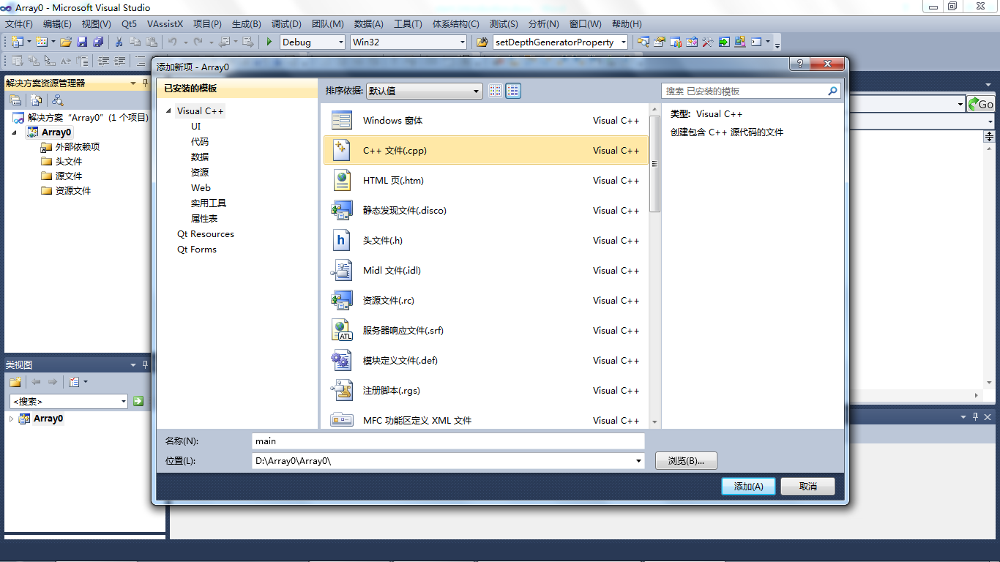 Array0 - Microsoft Visual Studio
文件(F) 编辑(E) 视图(V) Qt5 VAssistX 项目(P) 生成(B) 调试(D) 团队(M) 数据(A) 工具(T) 体系结构(C) 测试(S) 分析(N) 窗口(W) 帮助(H)
Debug Win32 setDepthGeneratorProperty
添加新项 - Array0
解决方案资源管理器
已安装的模板
排序依据: 默认值
搜索 已安装的模板
Go
解决方案 "Array0" (1 个项目)
Array0
外部依赖项
头文件
源文件
资源文件
Visual C++
UI
代码
数据
资源
Web
实用工具
属性表
Qt Resources
Qt Forms
Windows 窗体 Visual C++
C++ 文件(.cpp) Visual C++
HTML 页(.htm) Visual C++
静态发现文件(.disco) Visual C++
头文件(.h) Visual C++
Midl 文件(.idl) Visual C++
资源文件(.rc) Visual C++
服务器响应文件(.srf) Visual C++
ATL
模块定义文件(.def) Visual C++
注册脚本(.rgs) Visual C++
MFC 功能区定义 XML 文件 Visual C++
类型: Visual C++
创建包含 C++ 源代码的文件
类视图
<搜索>
Array0
名称(N): main
位置(L): D:\Array0\Array0\
浏览(B)...
添加(A) 取消